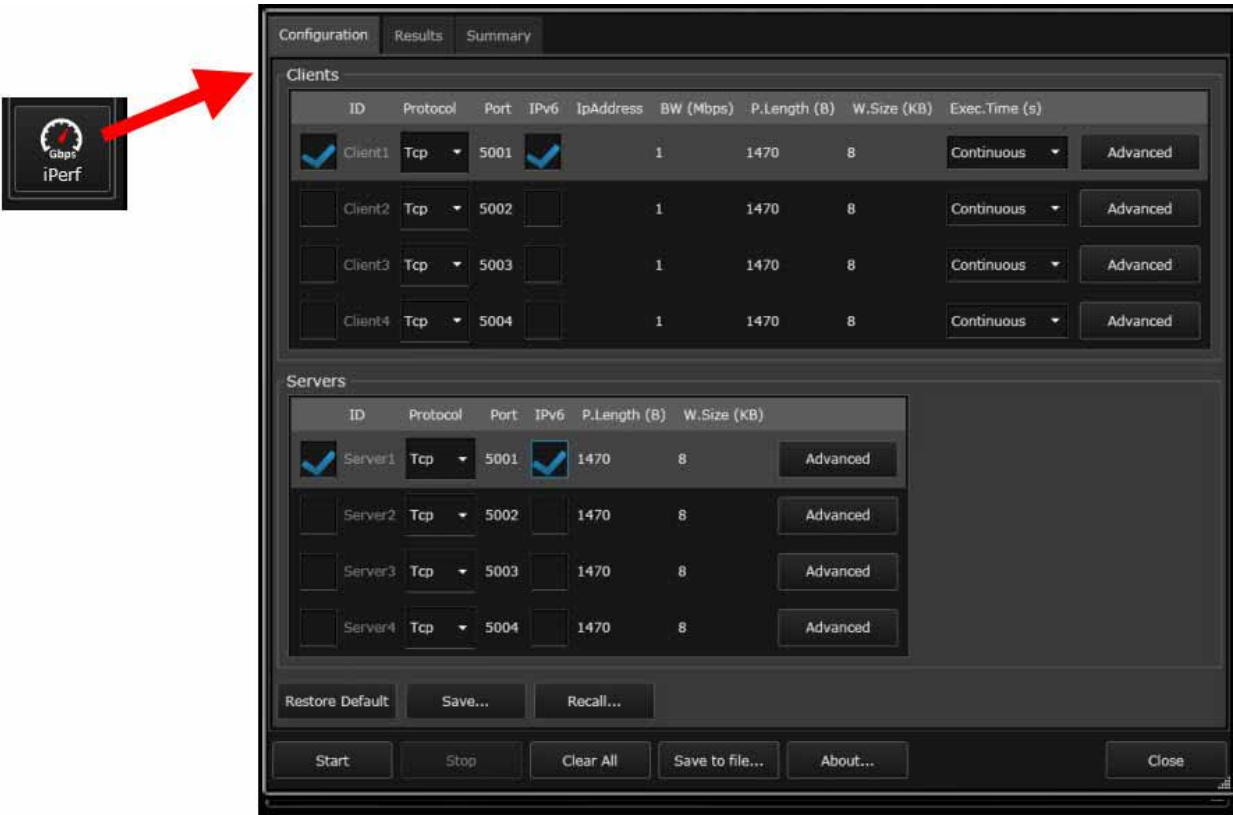 Configuration Results Summary
Clients
ID Protocol Port IPv6 IpAddress BW (Mbps) P.Length (B) W.Size (KB) Exec.Time (s)
Client1 Tcp 5001 1 1470 8 Continuous Advanced
Gbps
iPerf
Client2 Tcp 5002 1 1470 8 Continuous Advanced
Client3 Tcp 5003 1 1470 8 Continuous Advanced
Client4 Tcp 5004 1 1470 8 Continuous Advanced
Servers
ID Protocol Port IPv6 P.Length (B) W.Size (KB)
Server1 Tcp 5001 1470 8 Advanced
Server2 Tcp 5002 1470 8 Advanced
Server3 Tcp 5003 1470 8 Advanced
Server4 Tcp 5004 1470 8 Advanced
Restore Default Save... Recall...
Start Stop Clear All Save to file... About... Close